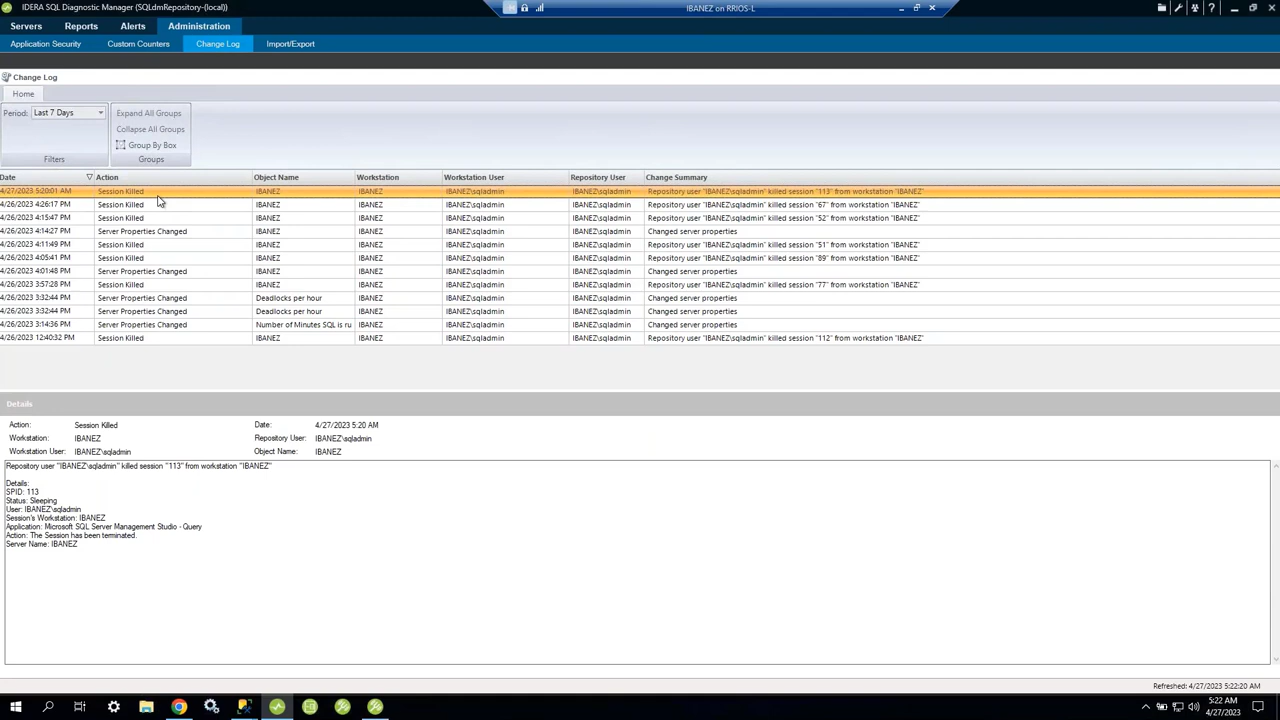 IDERA SQL Diagnostic Manager (SQLdmRepository-(local))
IBANEZ on RRIOS-L
Servers Reports Alerts Administration
Application Security Custom Counters Change Log Import/Export
Change Log
Home
Period: Last 7 Days
Expand All Groups
Collapse All Groups
Group By Box
Filters Groups
Date Action Object Name Workstation Workstation User Repository User Change Summary
4/27/2023 5:20:01 AM Session Killed IBANEZ IBANEZ IBANEZ\sqladmin IBANEZ\sqladmin Repository user "IBANEZ\sqladmin" killed session "113" from workstation "IBANEZ"
4/26/2023 4:26:17 PM Session Killed IBANEZ IBANEZ IBANEZ\sqladmin IBANEZ\sqladmin Repository user "IBANEZ\sqladmin" killed session "67" from workstation "IBANEZ"
4/26/2023 4:15:47 PM Session Killed IBANEZ IBANEZ IBANEZ\sqladmin IBANEZ\sqladmin Repository user "IBANEZ\sqladmin" killed session "52" from workstation "IBANEZ"
4/26/2023 4:14:27 PM Server Properties Changed IBANEZ IBANEZ IBANEZ\sqladmin IBANEZ\sqladmin Changed server properties
4/26/2023 4:11:49 PM Session Killed IBANEZ IBANEZ IBANEZ\sqladmin IBANEZ\sqladmin Repository user "IBANEZ\sqladmin" killed session "51" from workstation "IBANEZ"
4/26/2023 4:05:41 PM Session Killed IBANEZ IBANEZ IBANEZ\sqladmin IBANEZ\sqladmin Repository user "IBANEZ\sqladmin" killed session "89" from workstation "IBANEZ"
4/26/2023 4:01:48 PM Server Properties Changed IBANEZ IBANEZ IBANEZ\sqladmin IBANEZ\sqladmin Changed server properties
4/26/2023 3:57:28 PM Session Killed IBANEZ IBANEZ IBANEZ\sqladmin IBANEZ\sqladmin Repository user "IBANEZ\sqladmin" killed session "77" from workstation "IBANEZ"
4/26/2023 3:32:44 PM Server Properties Changed Deadlocks per hour IBANEZ IBANEZ\sqladmin IBANEZ\sqladmin Changed server properties
4/26/2023 3:32:44 PM Server Properties Changed Deadlocks per hour IBANEZ IBANEZ\sqladmin IBANEZ\sqladmin Changed server properties
4/26/2023 3:14:36 PM Server Properties Changed Number of Minutes SQL is ru IBANEZ IBANEZ\sqladmin IBANEZ\sqladmin Changed server properties
4/26/2023 12:40:32 PM Session Killed IBANEZ IBANEZ IBANEZ\sqladmin IBANEZ\sqladmin Repository user "IBANEZ\sqladmin" killed session "112" from workstation "IBANEZ"
Details
Action: Session Killed Date: 4/27/2023 5:20 AM
Workstation: IBANEZ Repository User: IBANEZ\sqladmin
Workstation User: IBANEZ\sqladmin Object Name: IBANEZ
Repository user "IBANEZ\sqladmin" killed session "113" from workstation "IBANEZ"
Details:
SPID: 113
Status: Sleeping
User: IBANEZ\sqladmin
Session's Workstation: IBANEZ
Application: Microsoft SQL Server Management Studio - Query
Action: The Session has been terminated.
Server Name: IBANEZ
Refreshed: 4/27/2023 5:22:20 AM
5:22 AM
4/27/2023